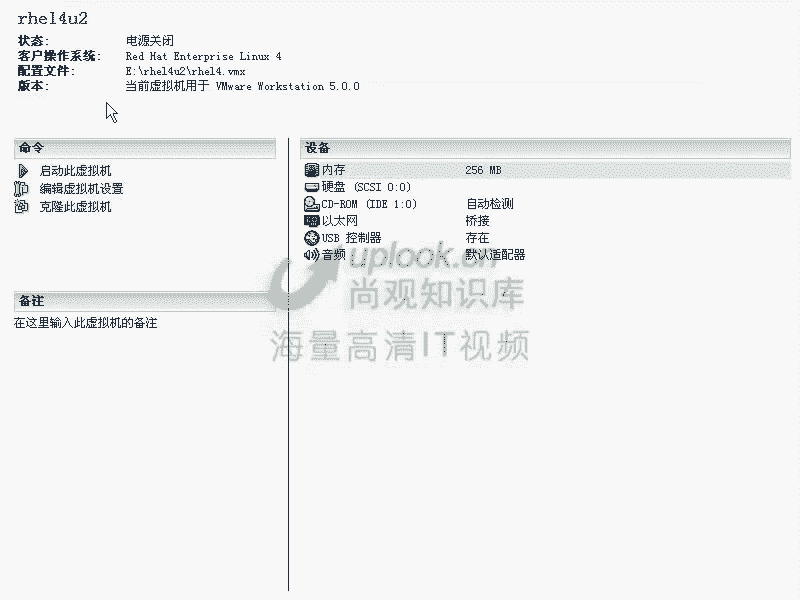 rhel4u2
状态: 电源关闭
客户操作系统: Red Hat Enterprise Linux 4
配置文件: E:\rhel4u2\rhel4.vmx
版本: 当前虚拟机用于 VMware Workstation 5.0.0
命令
启动此虚拟机
编辑虚拟机设置
克隆此虚拟机
备注
在这里输入此虚拟机的备注
设备
内存 256 MB
硬盘 (SCSI 0:0)
CD-ROM (IDE 1:0) 自动检测
以太网 桥接
USB 控制器 存在
音频 默认适配器
uplook.cn
尚观知识库
海量高清IT视频